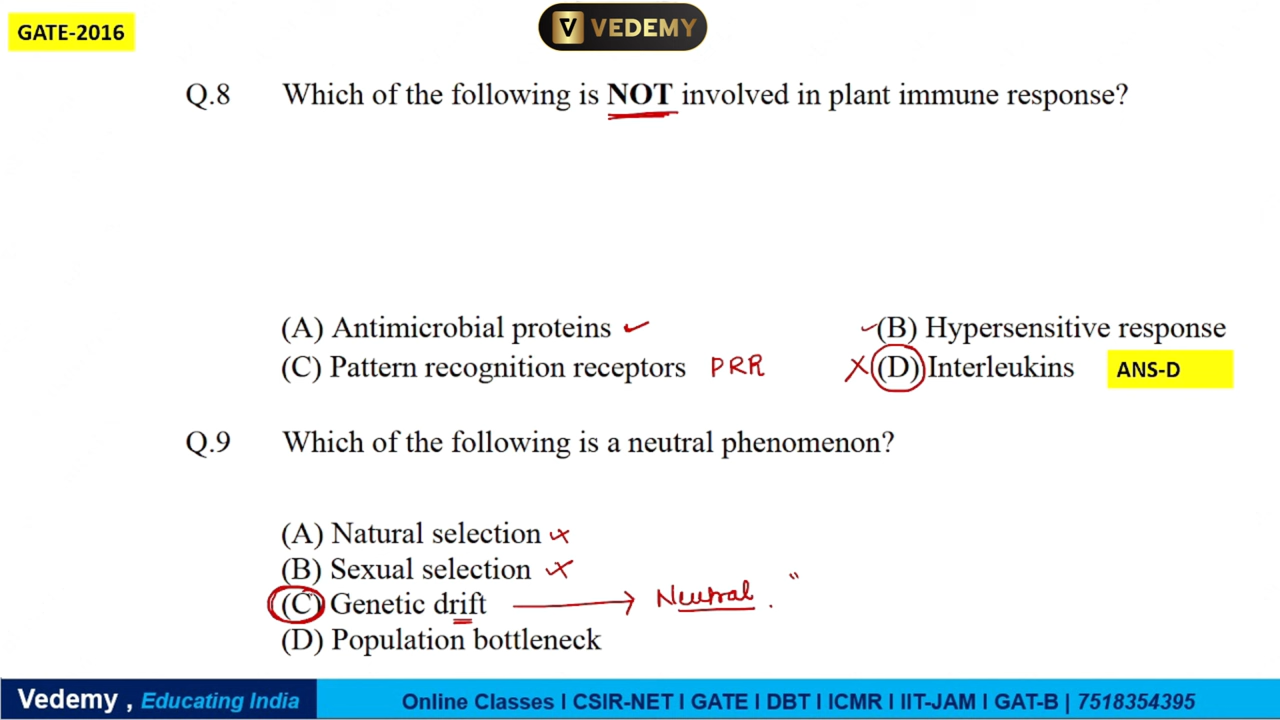 GATE-2016
VEDEMY
Q.8 Which of the following is NOT involved in plant immune response?
(A) Antimicrobial proteins
(B) Hypersensitive response
(C) Pattern recognition receptors PRR
(D) Interleukins ANS-D
Q.9 Which of the following is a neutral phenomenon?
(A) Natural selection
(B) Sexual selection
(C) Genetic drift → Neutral.
(D) Population bottleneck
Vedemy , Educating India
Online Classes I CSIR-NET I GATE I DBT I ICMR I IIT-JAM I GAT-B | 7518354395